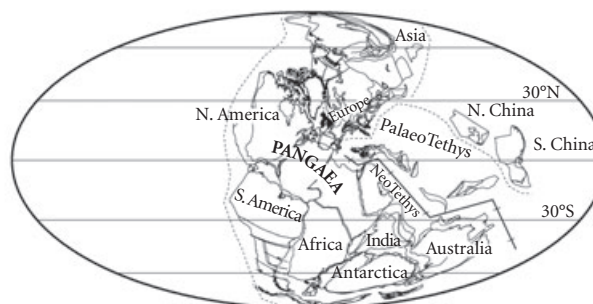 Asia
30°N
N. America
Europe
N. China
PalaeoTethys
S. China
PANGAEA
NeoTethys
S. America
30°S
Africa
India
Australia
Antarctica